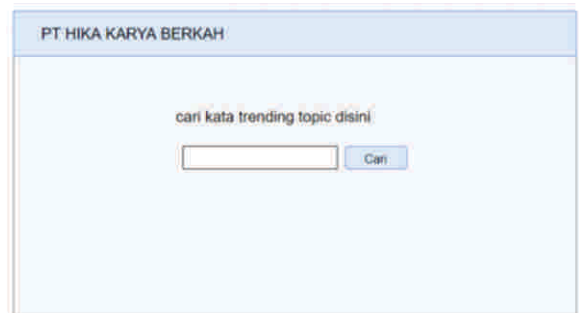 PT HIKA KARYA BERKAH
cari kata trending topic disini
Cari